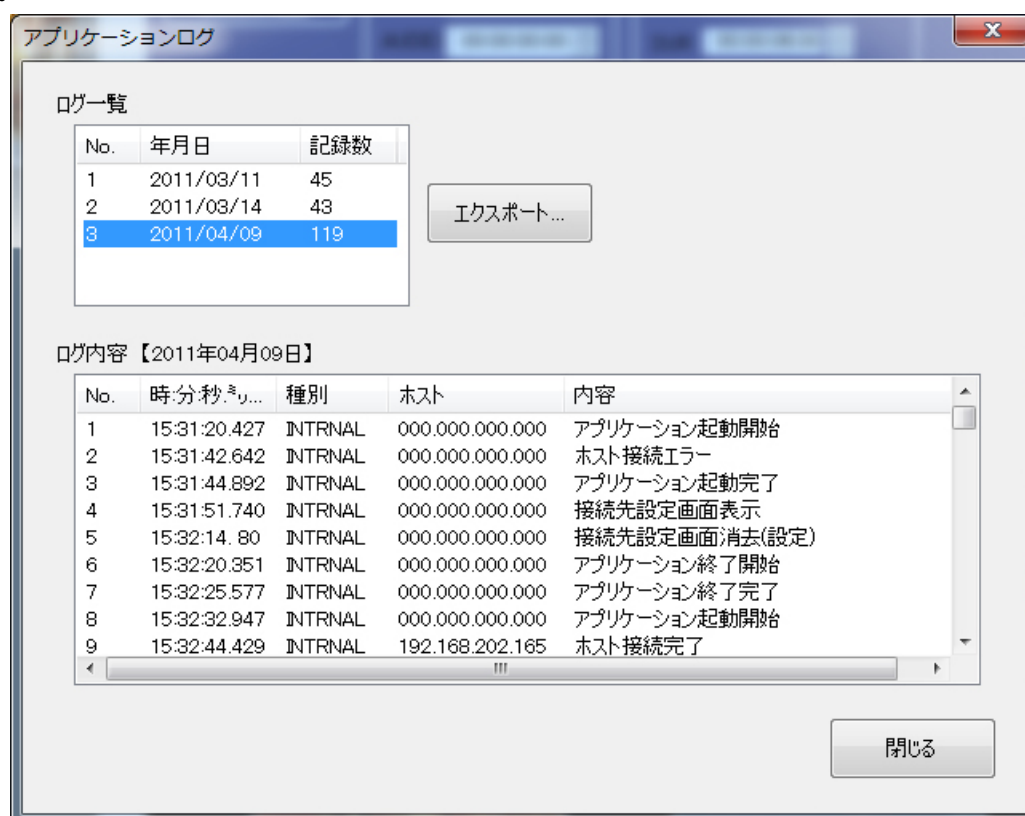 アプリケーションログ
ログ一覧
No. 年月日 記録数
1 2011/03/11 45
2 2011/03/14 43
3 2011/04/09 119
エクスポート...
ログ内容【2011年04月09日】
No. 時:分:秒.ミリ... 種別 ホスト 内容
1 15:31:20.427 INTRNAL 000.000.000.000 アプリケーション起動開始
2 15:31:42.642 INTRNAL 000.000.000.000 ホスト接続エラー
3 15:31:44.892 INTRNAL 000.000.000.000 アプリケーション起動完了
4 15:31:51.740 INTRNAL 000.000.000.000 接続先設定画面表示
5 15:32:14. 80 INTRNAL 000.000.000.000 接続先設定画面消去(設定)
6 15:32:20.351 INTRNAL 000.000.000.000 アプリケーション終了開始
7 15:32:25.577 INTRNAL 000.000.000.000 アプリケーション終了完了
8 15:32:32.947 INTRNAL 000.000.000.000 アプリケーション起動開始
9 15:32:44.429 INTRNAL 192.168.202.165 ホスト接続完了
閉じる